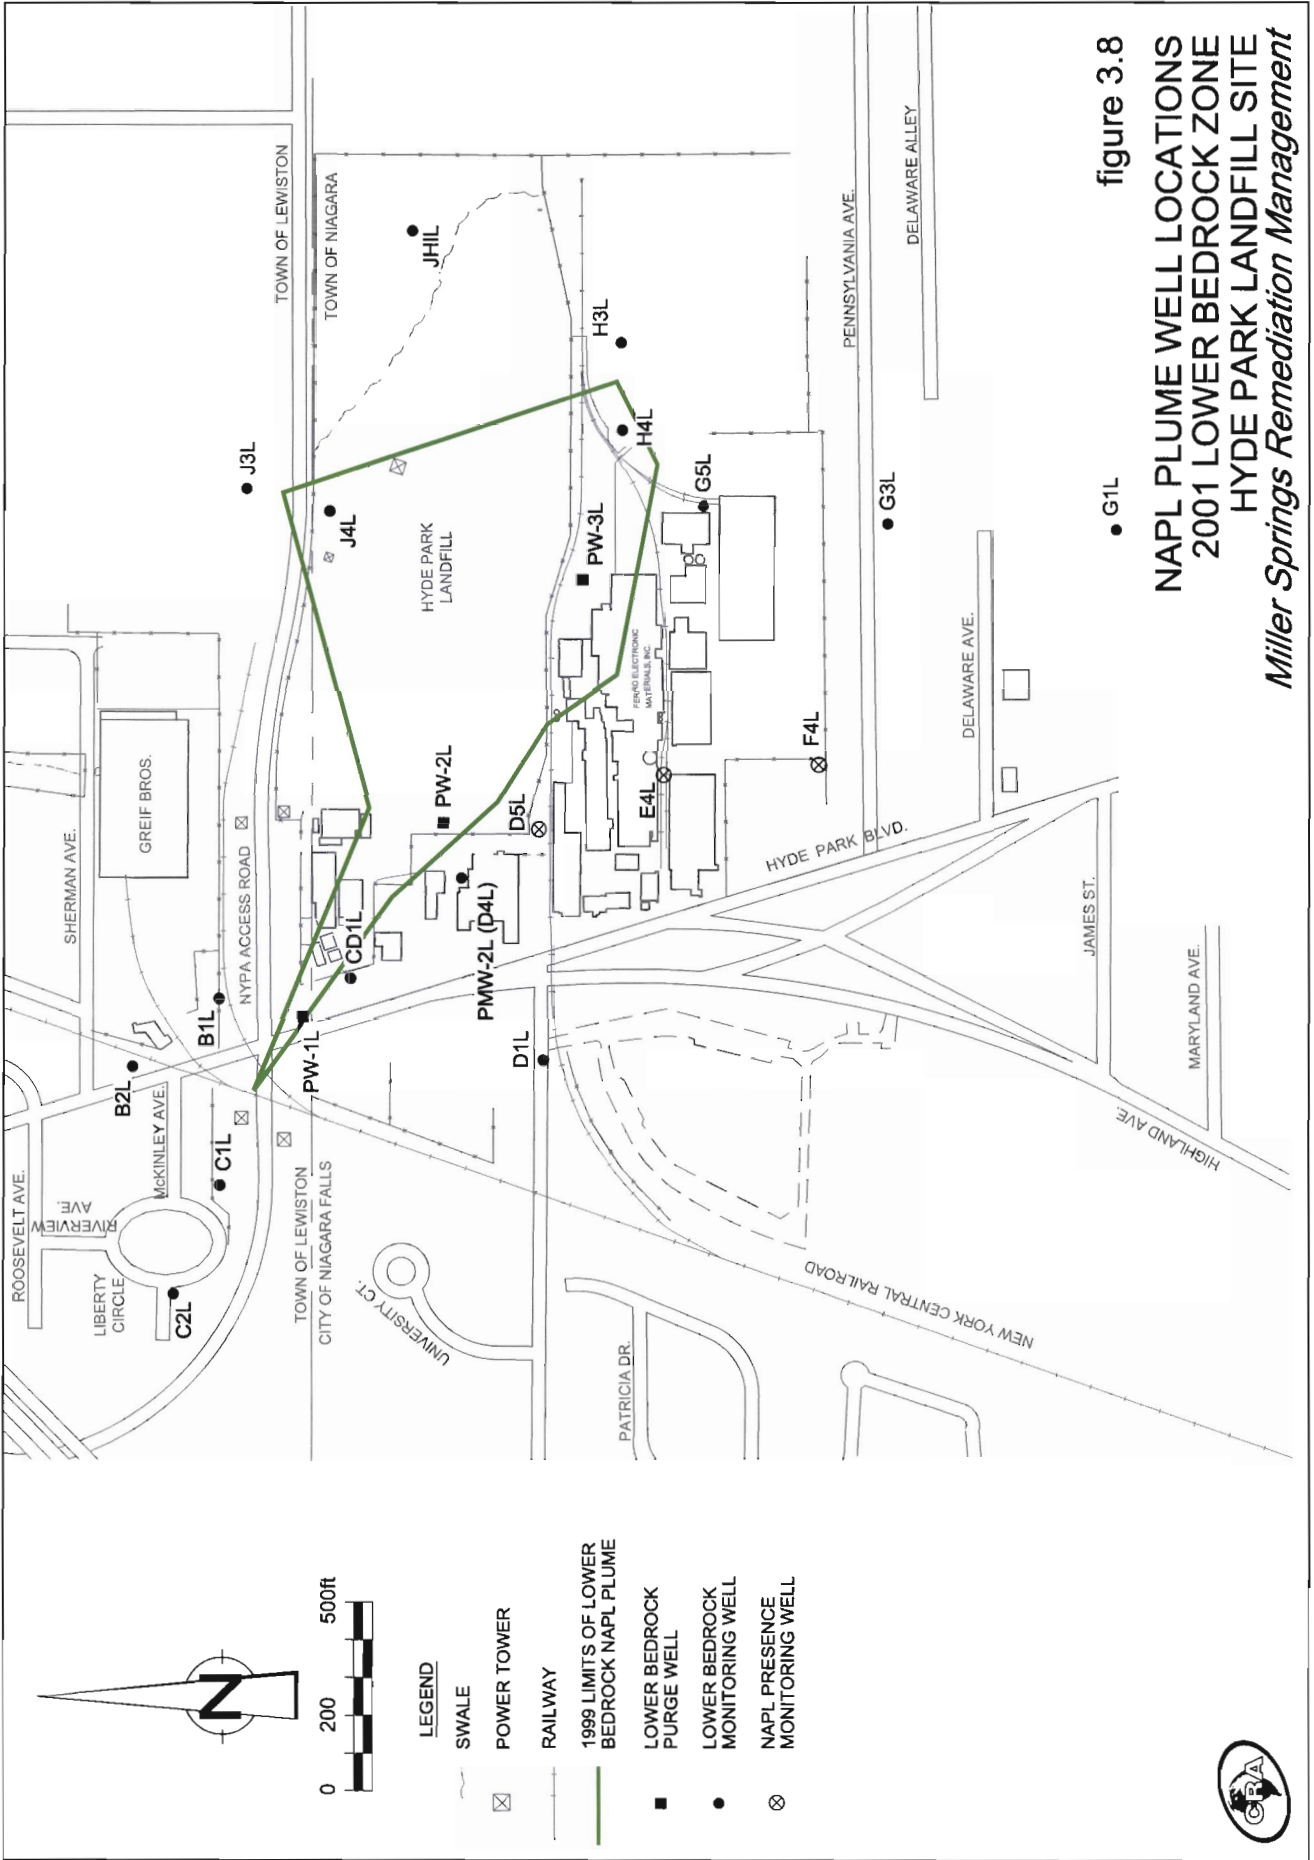 TOWN OF LEWISTON
TOWN OF NIAGARA
JHIL
J3L
J4L
H3L
H4L
HYDE PARK
LANDFILL
PW-3L
G5L
G3L
G1L
PENNSYLVANIA AVE.
DELAWARE ALLEY
FERRO ELECTRONIC
MATERIALS, INC.
GREIF BROS.
SHERMAN AVE.
NYPA ACCESS ROAD
PW-2L
D5L
E4L
F4L
DELAWARE AVE.
HYDE PARK BLVD.
PMW-2L (D4L)
CD1L
JAMES ST.
MARYLAND AVE.
HIGHLAND AVE.
B1L
B2L
PW-1L
D1L
McKINLEY AVE.
C1L
ROOSEVELT AVE.
RIVERVIEW
AVE.
LIBERTY
CIRCLE
C2L
TOWN OF LEWISTON
CITY OF NIAGARA FALLS
UNIVERSITY CT.
NEW YORK CENTRAL RAILROAD
PATRICIA DR.
N
0 200 500ft
LEGEND
SWALE
POWER TOWER
RAILWAY
1999 LIMITS OF LOWER
BEDROCK NAPL PLUME
LOWER BEDROCK
PURGE WELL
LOWER BEDROCK
MONITORING WELL
NAPL PRESENCE
MONITORING WELL
CRA
figure 3.8
NAPL PLUME WELL LOCATIONS
2001 LOWER BEDROCK ZONE
HYDE PARK LANDFILL SITE
Miller Springs Remediation Management